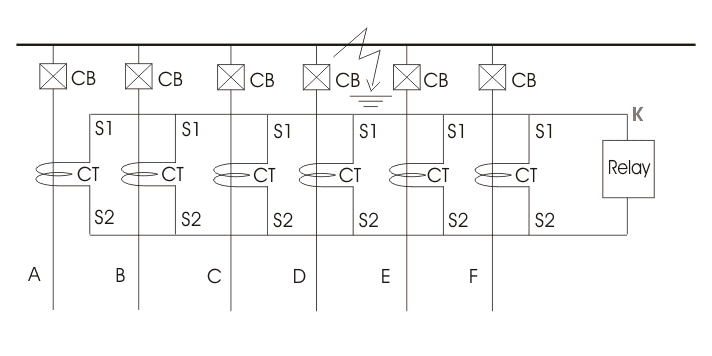 CB CB CB CB CB CB
K
S1 S1 S1 S1 S1 S1
CT CT CT CT CT CT Relay
S2 S2 S2 S2 S2 S2
A B C D E F